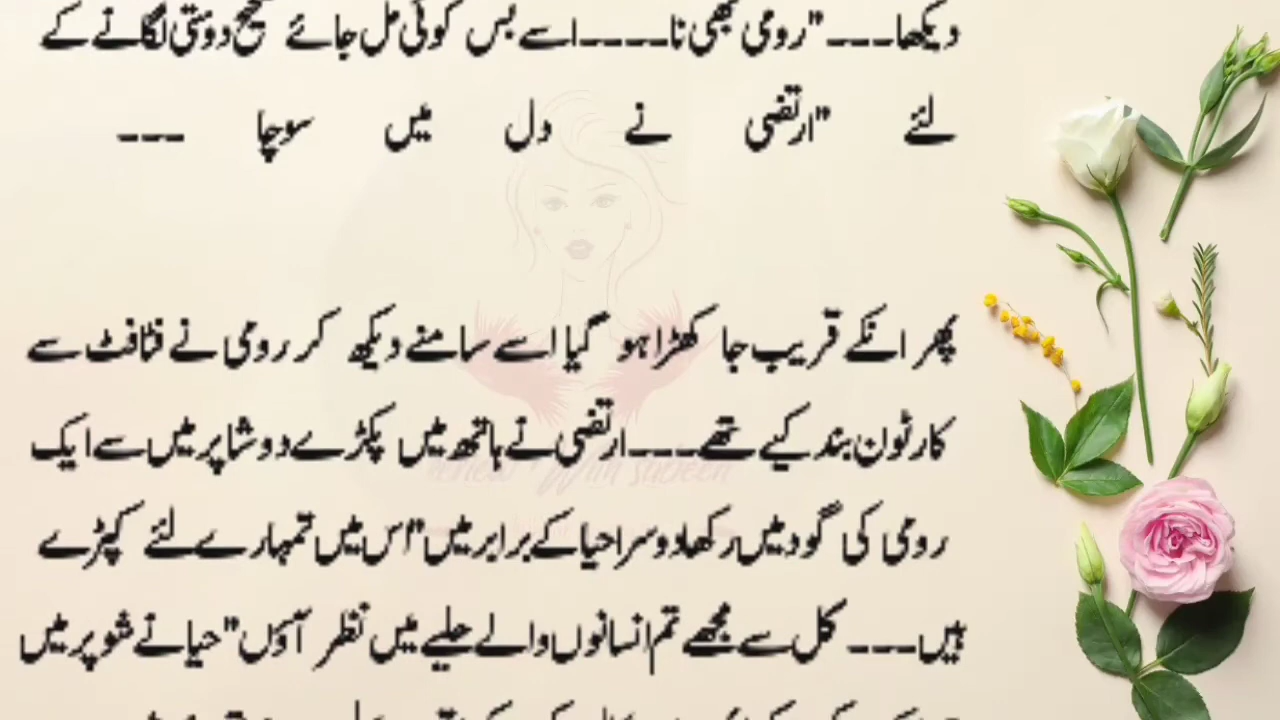 دیکھا۔۔۔ "رومی بھی نا۔۔۔۔اسے بس کوئی مل جائے صحیح دوستی لگانے کے
لئے "ارتضی نے دل میں سوچا ۔۔۔
پھر انکے قریب جا کھڑا ہو گیا اسے سامنے دیکھ کر رومی نے فٹافٹ سے
کارٹون بند کیے تھے۔۔۔ارتضی نے ہاتھ میں پکڑے دو شاپر میں سے ایک
رومی کی گود میں رکھا دوسرا حیا کے برابر میں "اس میں تمہارے لئے کپڑے
ہیں۔۔۔ کل سے مجھے تم انسانوں والے حلیے میں نظر آؤں "حیا نے شوپر میں